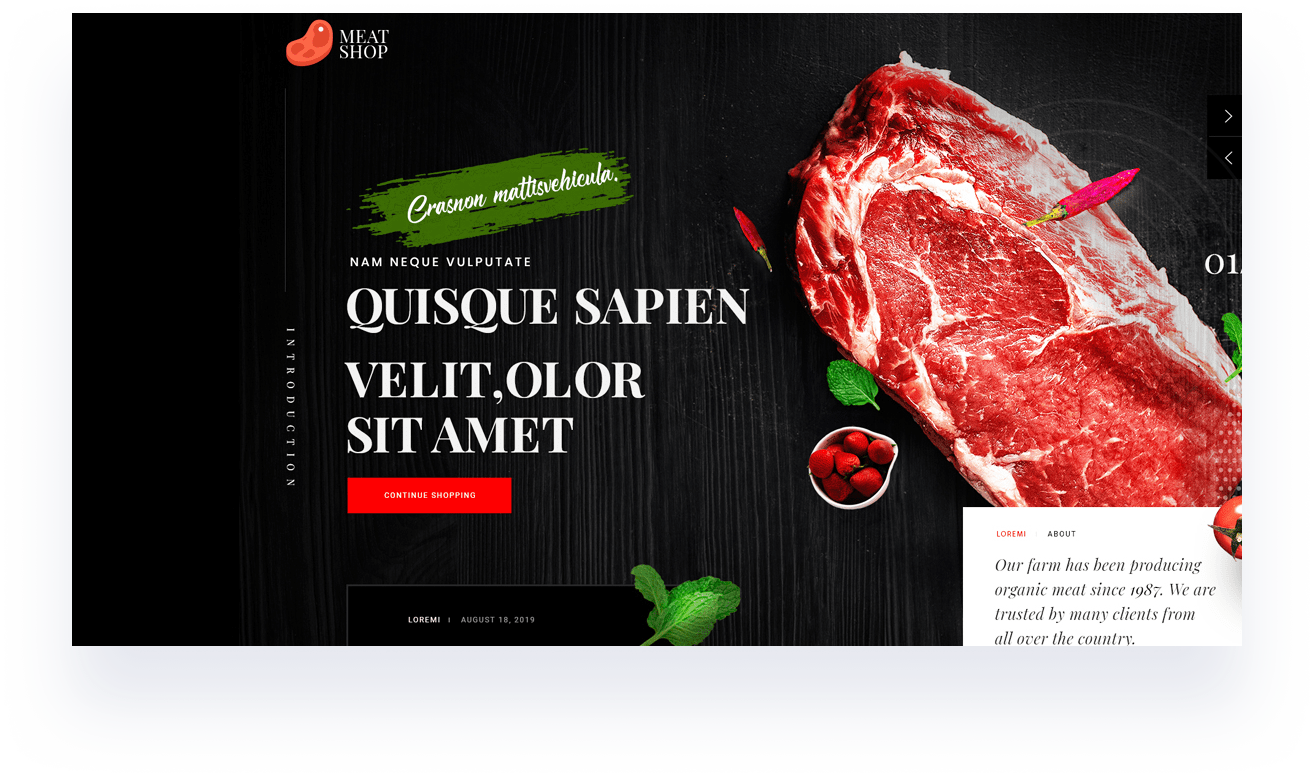 MEAT
SHOP
Crasnon mattisvehicula.
NAM NEQUE VULPUTATE
QUISQUE SAPIEN
VELIT,OLOR
SIT AMET
CONTINUE SHOPPING
INTRODUCTION
01
LOREMI I AUGUST 18, 2019
LOREMI ABOUT
Our farm has been producing
organic meat since 1987. We are
trusted by many clients from
all over the country.